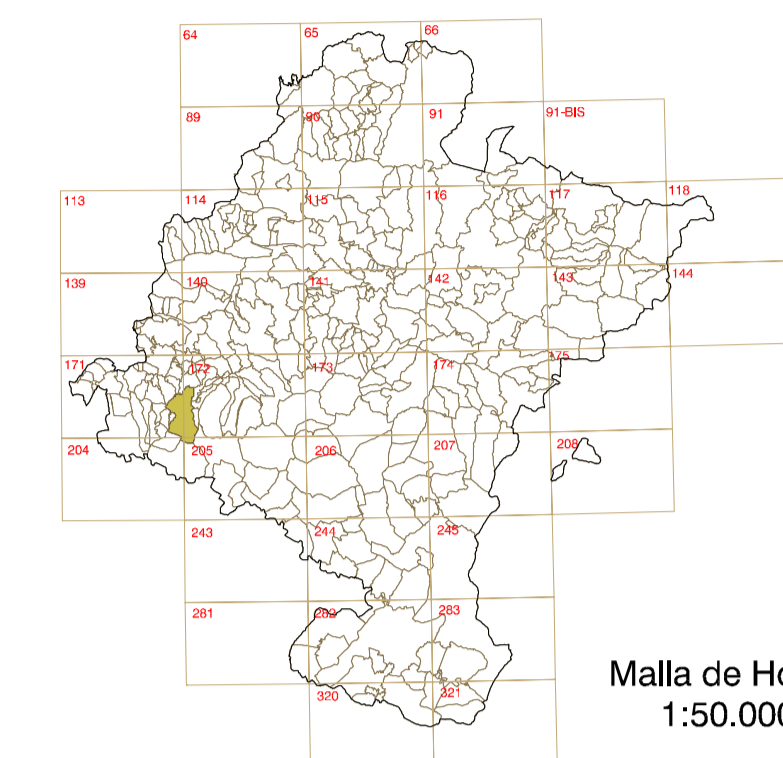 64 65 66
89 90 91 91-BIS
113 114 115 116 117 118
139 140 141 142 143 144
171 172 173 174 175
204 205 206 207 208
243 244 245
281 282 283
320 321
Malla de Ho
1:50.000